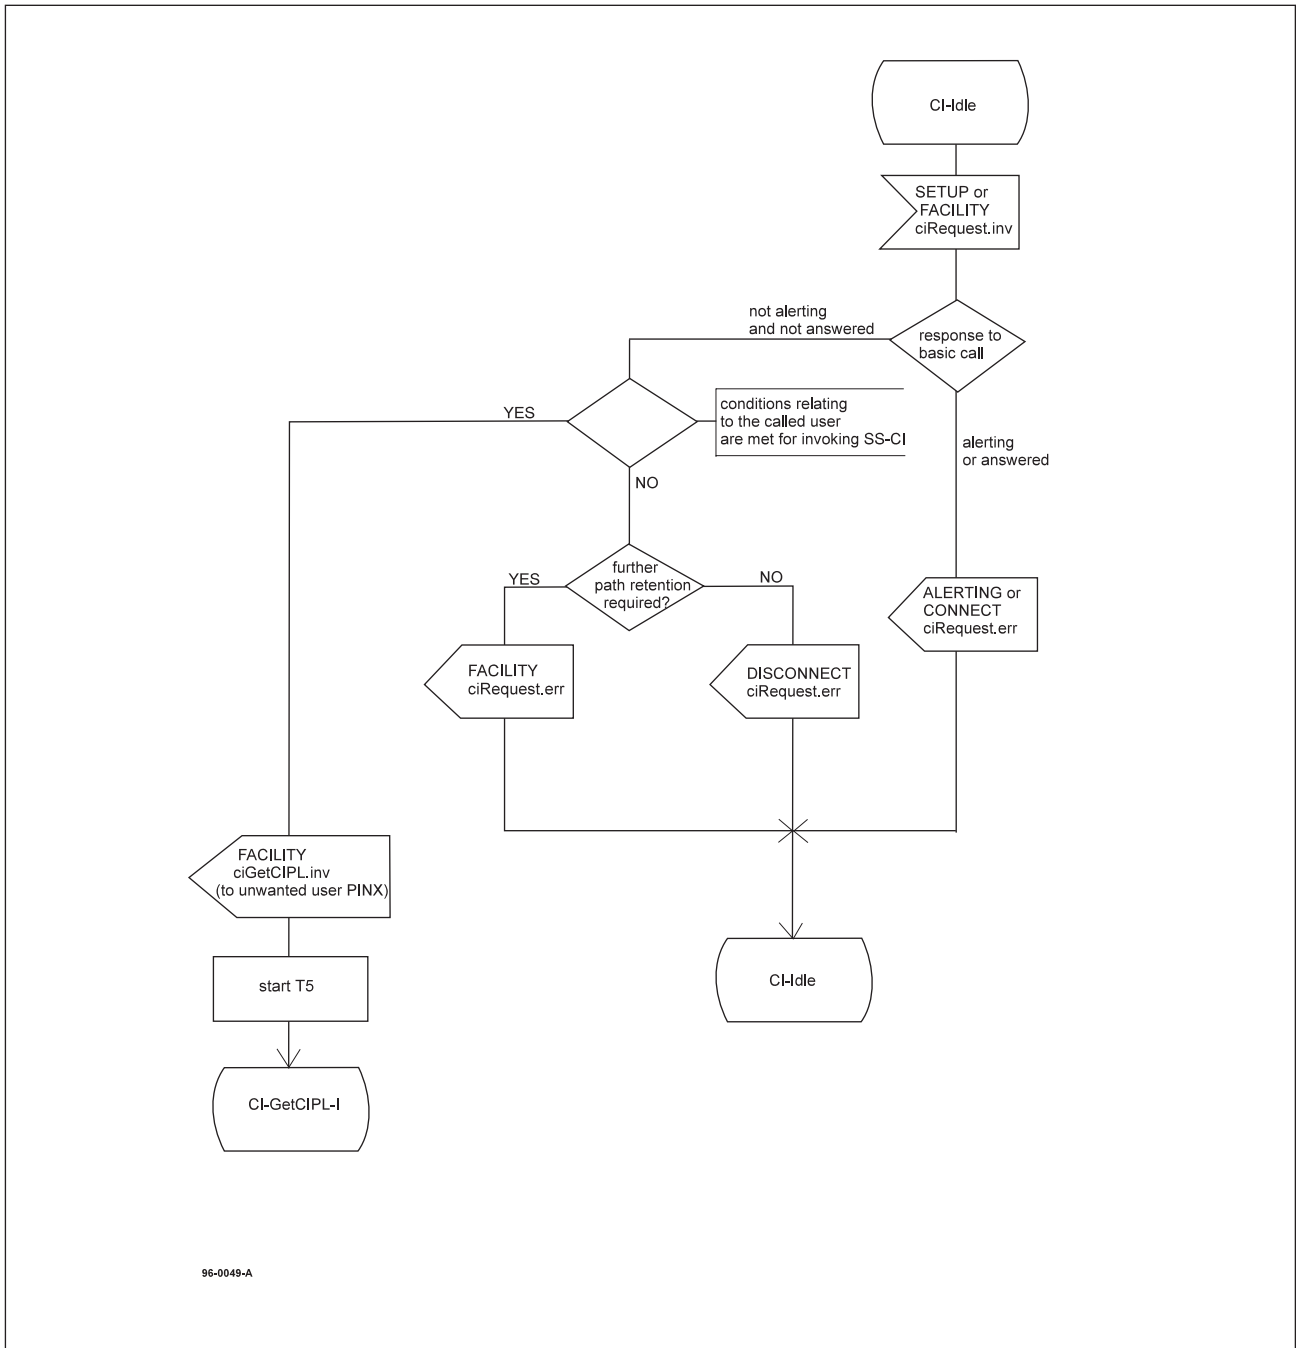 CI-Idle
SETUP or
FACILITY
ciRequest.inv
not alerting
and not answered
response to
basic call
YES
conditions relating
to the called user
are met for invoking SS-CI
alerting
or answered
NO
YES
further
path retention
required?
NO
ALERTING or
CONNECT
ciRequest.err
FACILITY
ciRequest.err
DISCONNECT
ciRequest.err
FACILITY
ciGetCIPL.inv
(to unwanted user PINX)
start T5
CI-Idle
CI-GetCIPL-I
96-0049-A